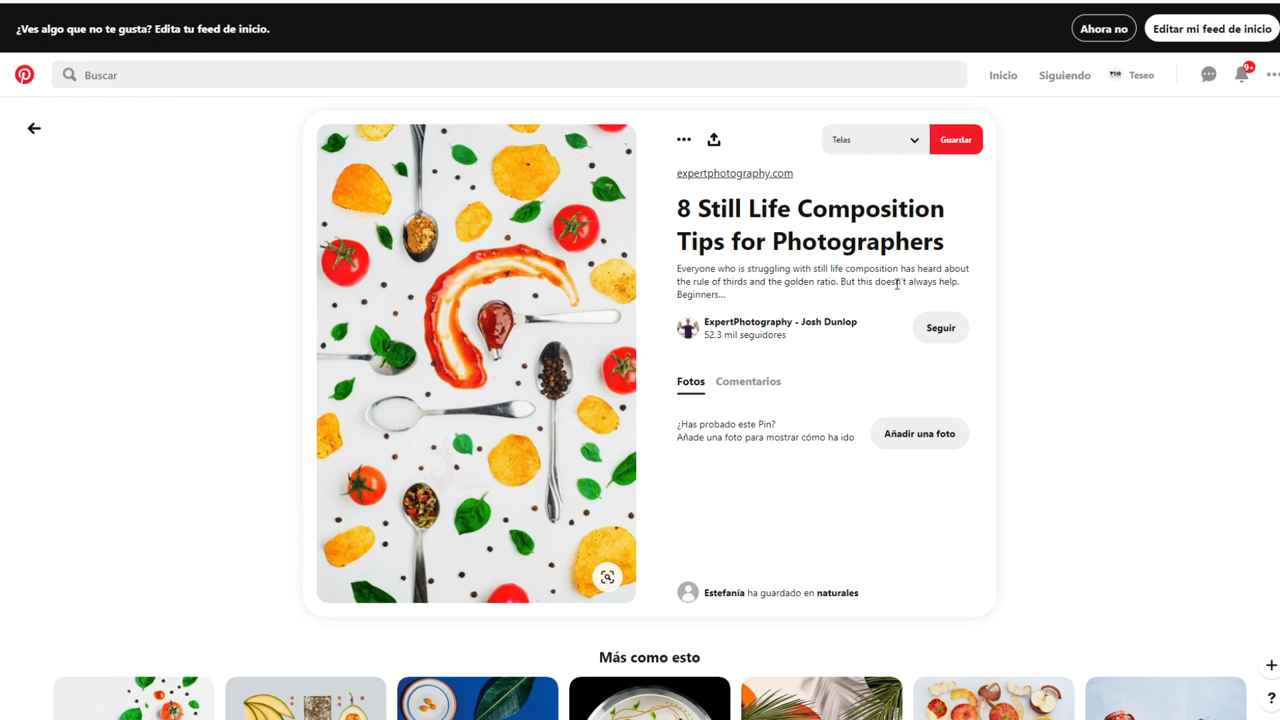 ¿Ves algo que no te gusta? Edita tu feed de inicio.
Ahora no
Editar mi feed de inicio
Buscar
Inicio
Siguiendo
Teseo
9+
Telas
Guardar
expertphotography.com
8 Still Life Composition
Tips for Photographers
Everyone who is struggling with still life composition has heard about
the rule of thirds and the golden ratio. But this doesn't always help.
Beginners...
ExpertPhotography - Josh Dunlop
52.3 mil seguidores
Seguir
Fotos
Comentarios
¿Has probado este Pin?
Añade una foto para mostrar cómo ha ido
Añadir una foto
Estefanía ha guardado en naturales
Más como esto
+
?